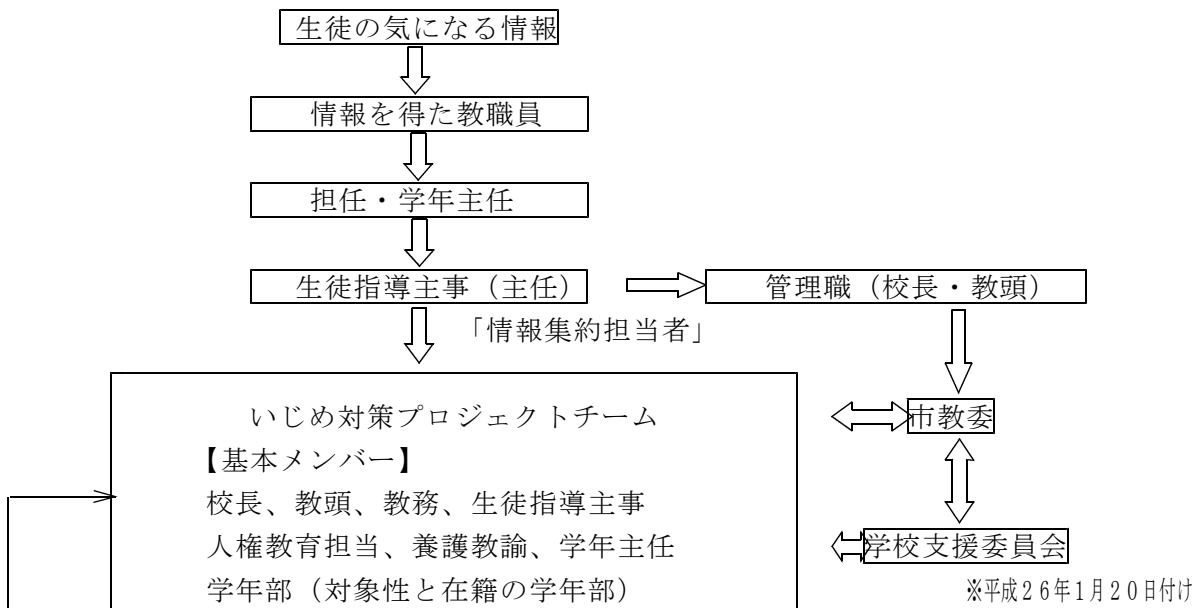 生徒の気になる情報
情報を得た教職員
担任・学年主任
生徒指導主事（主任）
管理職（校長・教頭）
「情報集約担当者」
いじめ対策プロジェクトチーム
市教委
【基本メンバー】
校長、教頭、教務、生徒指導主事
人権教育担当、養護教諭、学年主任
学校支援委員会
学年部（対象性と在籍の学年部）
※平成２６年１月２０日付け